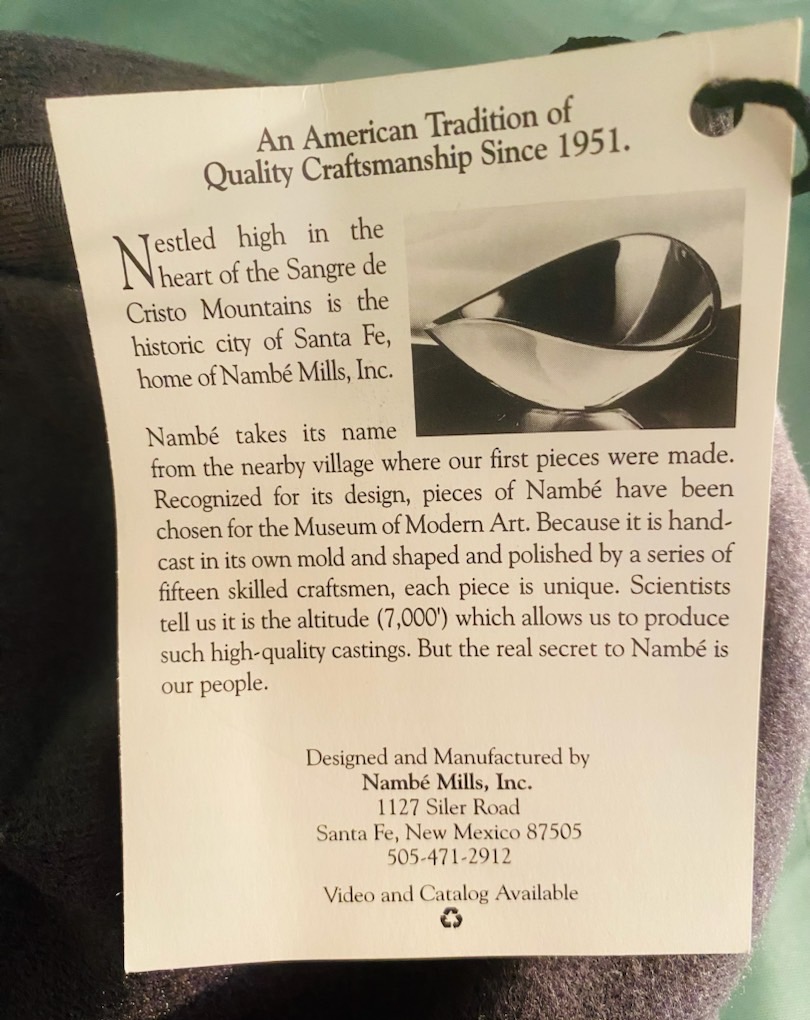 An American Tradition of
Quality Craftsmanship Since 1951.
Nestled high in the
heart of the Sangre de
Cristo Mountains is the
historic city of Santa Fe,
home of Nambé Mills, Inc.
Nambé takes its name
from the nearby village where our first pieces were made.
Recognized for its design, pieces of Nambé have been
chosen for the Museum of Modern Art. Because it is hand-
cast in its own mold and shaped and polished by a series of
fifteen skilled craftsmen, each piece is unique. Scientists
tell us it is the altitude (7,000') which allows us to produce
such high-quality castings. But the real secret to Nambé is
our people.
Designed and Manufactured by
Nambé Mills, Inc.
1127 Siler Road
Santa Fe, New Mexico 87505
505-471-2912
Video and Catalog Available